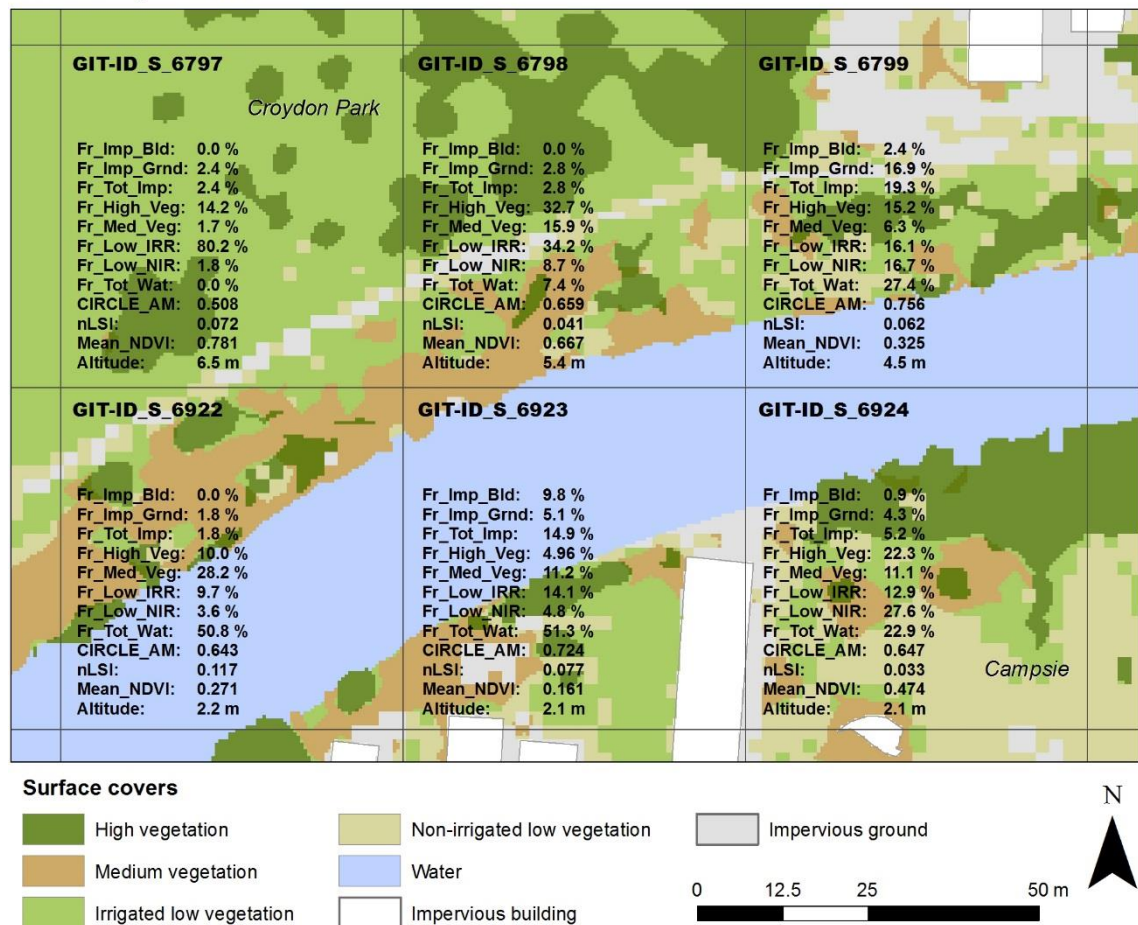 GIT-ID_S_6797
Croydon Park
Fr_Imp_Bld: 0.0 %
Fr_Imp_Grnd: 2.4 %
Fr_Tot_Imp: 2.4 %
Fr_High_Veg: 14.2 %
Fr_Med_Veg: 1.7 %
Fr_Low_IRR: 80.2 %
Fr_Low_NIR: 1.8 %
Fr_Tot_Wat: 0.0 %
CIRCLE_AM: 0.508
nLSI: 0.072
Mean_NDVI: 0.781
Altitude: 6.5 m
GIT-ID_S_6798
Fr_Imp_Bld: 0.0 %
Fr_Imp_Grnd: 2.8 %
Fr_Tot_Imp: 2.8 %
Fr_High_Veg: 32.7 %
Fr_Med_Veg: 15.9 %
Fr_Low_IRR: 34.2 %
Fr_Low_NIR: 8.7 %
Fr_Tot_Wat: 7.4 %
CIRCLE_AM: 0.659
nLSI: 0.041
Mean_NDVI: 0.667
Altitude: 5.4 m
GIT-ID_S_6799
Fr_Imp_Bld: 2.4 %
Fr_Imp_Grnd: 16.9 %
Fr_Tot_Imp: 19.3 %
Fr_High_Veg: 15.2 %
Fr_Med_Veg: 6.3 %
Fr_Low_IRR: 16.1 %
Fr_Low_NIR: 16.7 %
Fr_Tot_Wat: 27.4 %
CIRCLE_AM: 0.756
nLSI: 0.062
Mean_NDVI: 0.325
Altitude: 4.5 m
GIT-ID_S_6922
Fr_Imp_Bld: 0.0 %
Fr_Imp_Grnd: 1.8 %
Fr_Tot_Imp: 1.8 %
Fr_High_Veg: 10.0 %
Fr_Med_Veg: 28.2 %
Fr_Low_IRR: 9.7 %
Fr_Low_NIR: 3.6 %
Fr_Tot_Wat: 50.8 %
CIRCLE_AM: 0.643
nLSI: 0.117
Mean_NDVI: 0.271
Altitude: 2.2 m
GIT-ID_S_6923
Fr_Imp_Bld: 9.8 %
Fr_Imp_Grnd: 5.1 %
Fr_Tot_Imp: 14.9 %
Fr_High_Veg: 4.96 %
Fr_Med_Veg: 11.2 %
Fr_Low_IRR: 14.1 %
Fr_Low_NIR: 4.8 %
Fr_Tot_Wat: 51.3 %
CIRCLE_AM: 0.724
nLSI: 0.077
Mean_NDVI: 0.161
Altitude: 2.1 m
GIT-ID_S_6924
Fr_Imp_Bld: 0.9 %
Fr_Imp_Grnd: 4.3 %
Fr_Tot_Imp: 5.2 %
Fr_High_Veg: 22.3 %
Fr_Med_Veg: 11.1 %
Fr_Low_IRR: 12.9 %
Fr_Low_NIR: 27.6 %
Fr_Tot_Wat: 22.9 %
CIRCLE_AM: 0.647
nLSI: 0.033
Mean_NDVI: 0.474
Altitude: 2.1 m
Campsie
Surface covers
High vegetation
Medium vegetation
Irrigated low vegetation
Non-irrigated low vegetation
Water
Impervious building
Impervious ground
N
0 12.5 25 50 m